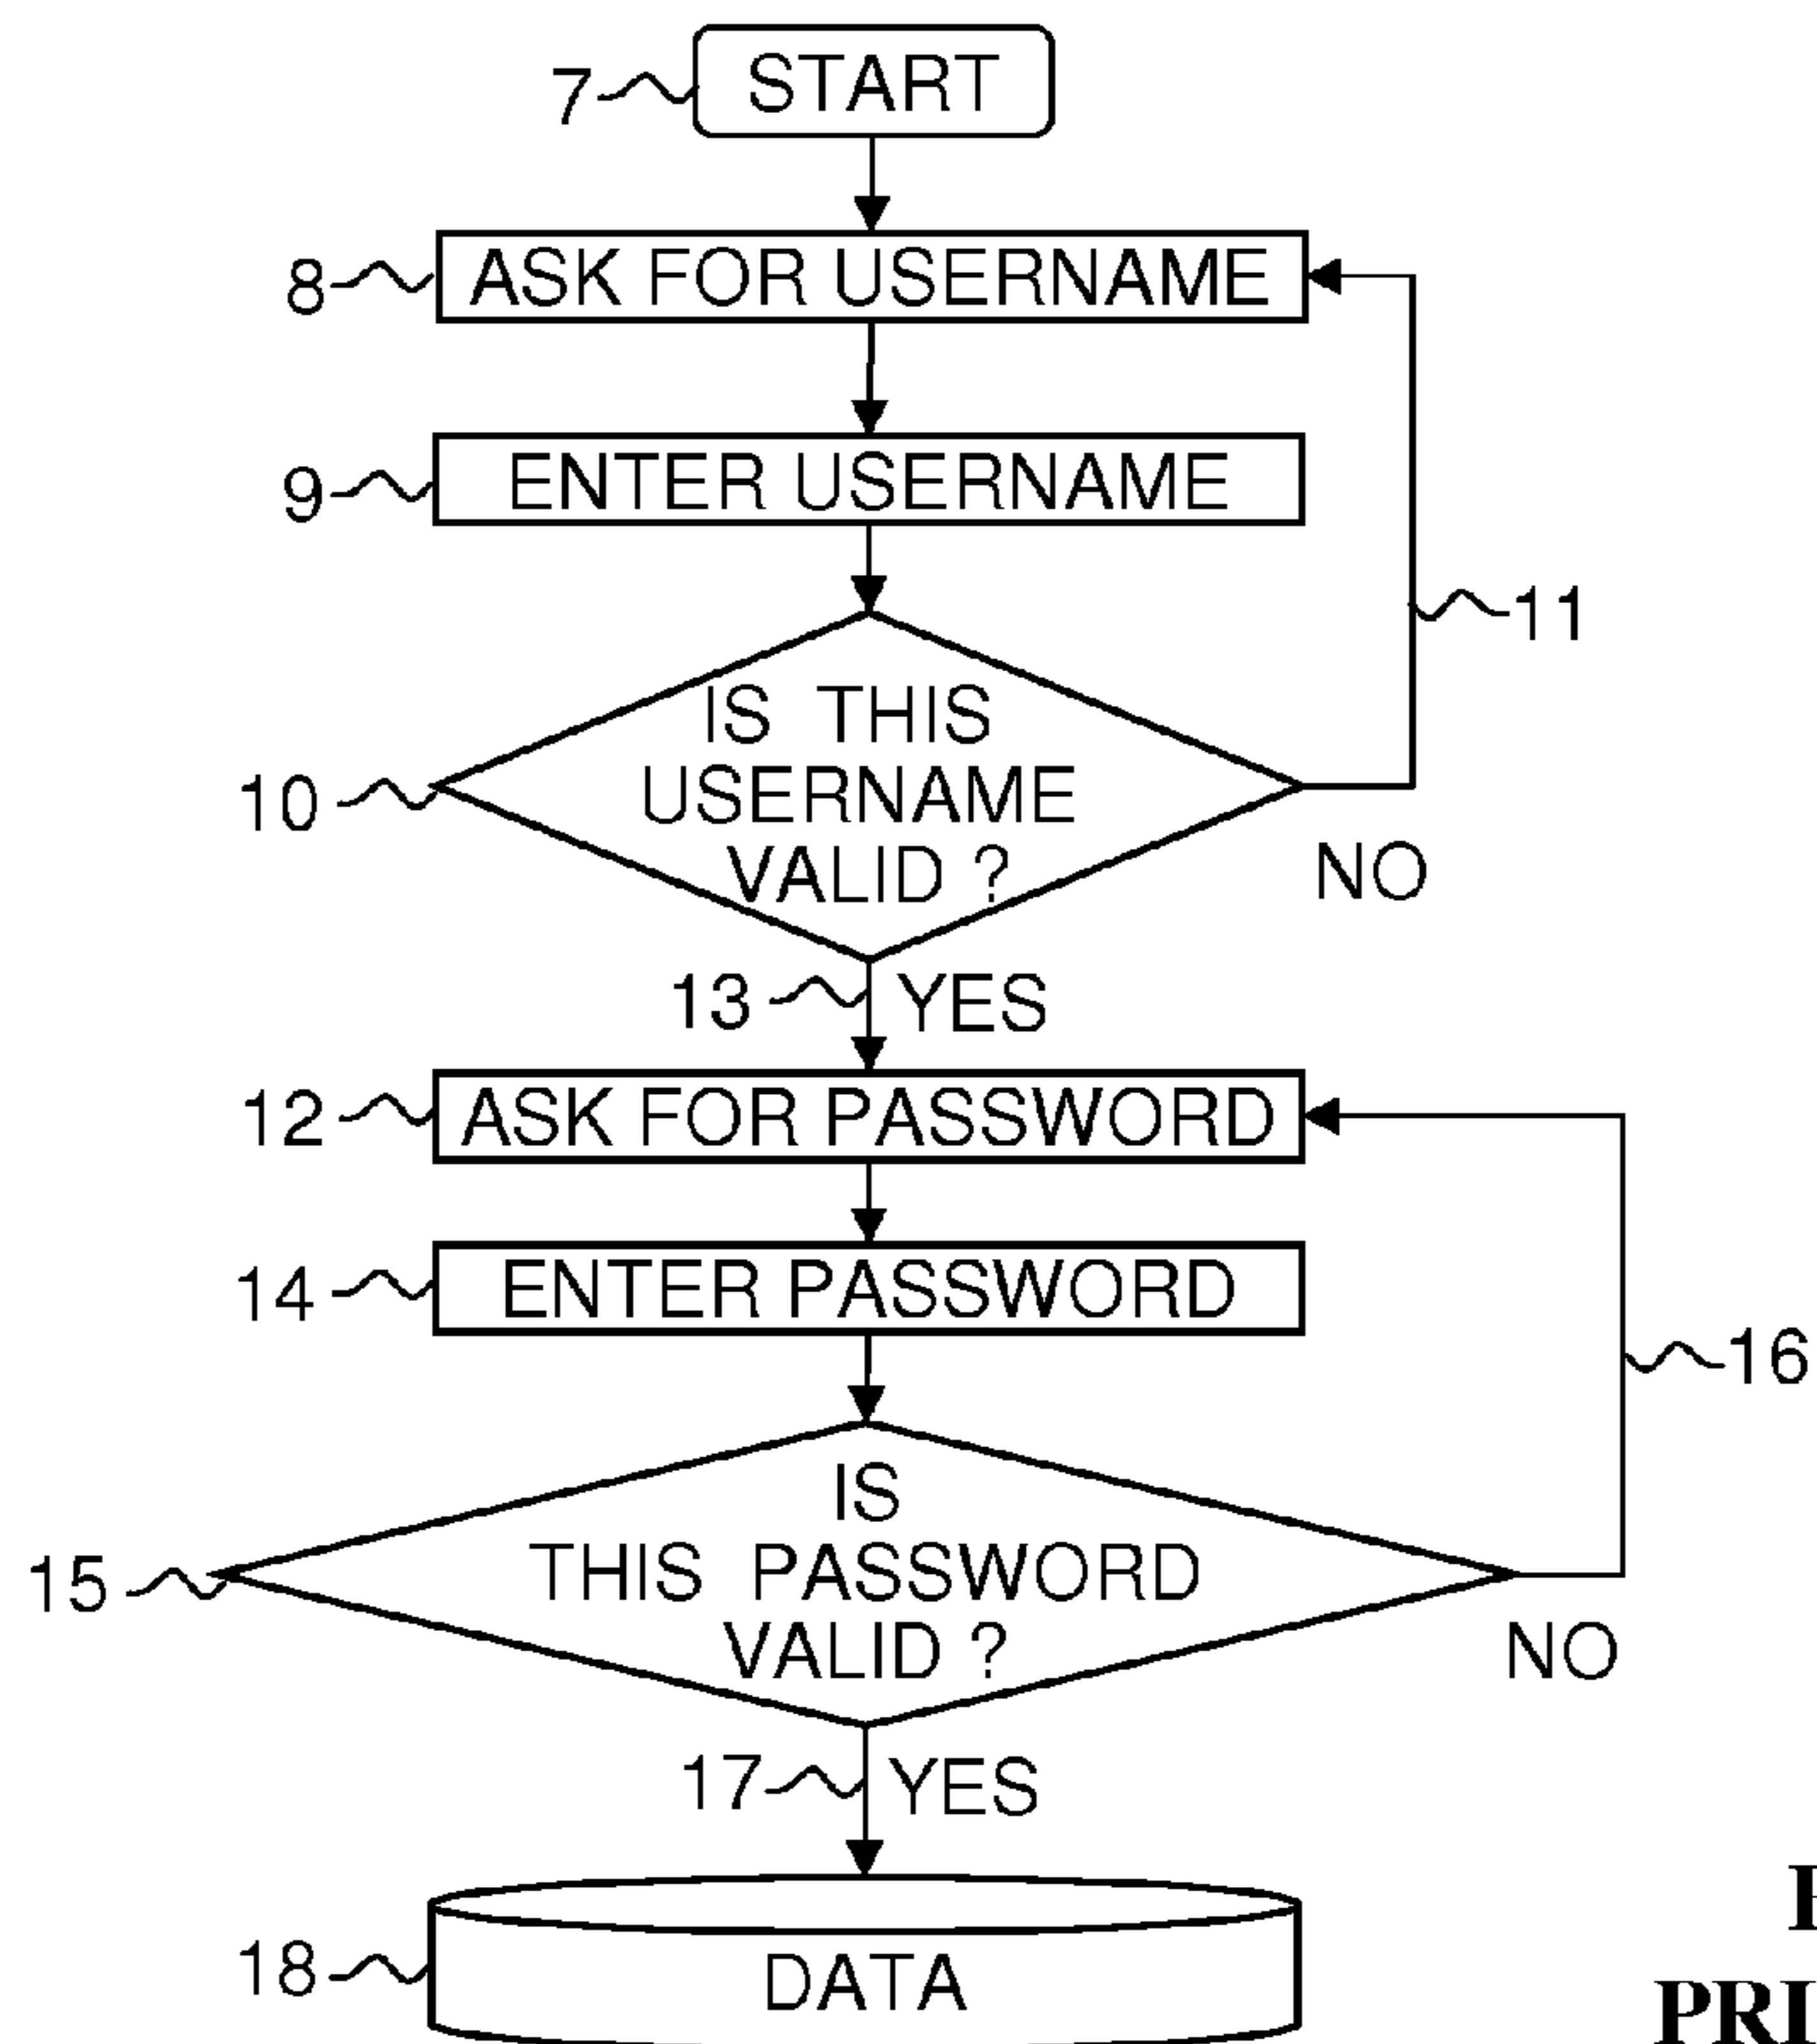 7 START
8 ASK FOR USERNAME
9 ENTER USERNAME
11
IS THIS
10 USERNAME
VALID ?
NO
13 YES
12 ASK FOR PASSWORD
14 ENTER PASSWORD
16
IS
15 THIS PASSWORD
VALID ?
NO
17 YES
18 DATA